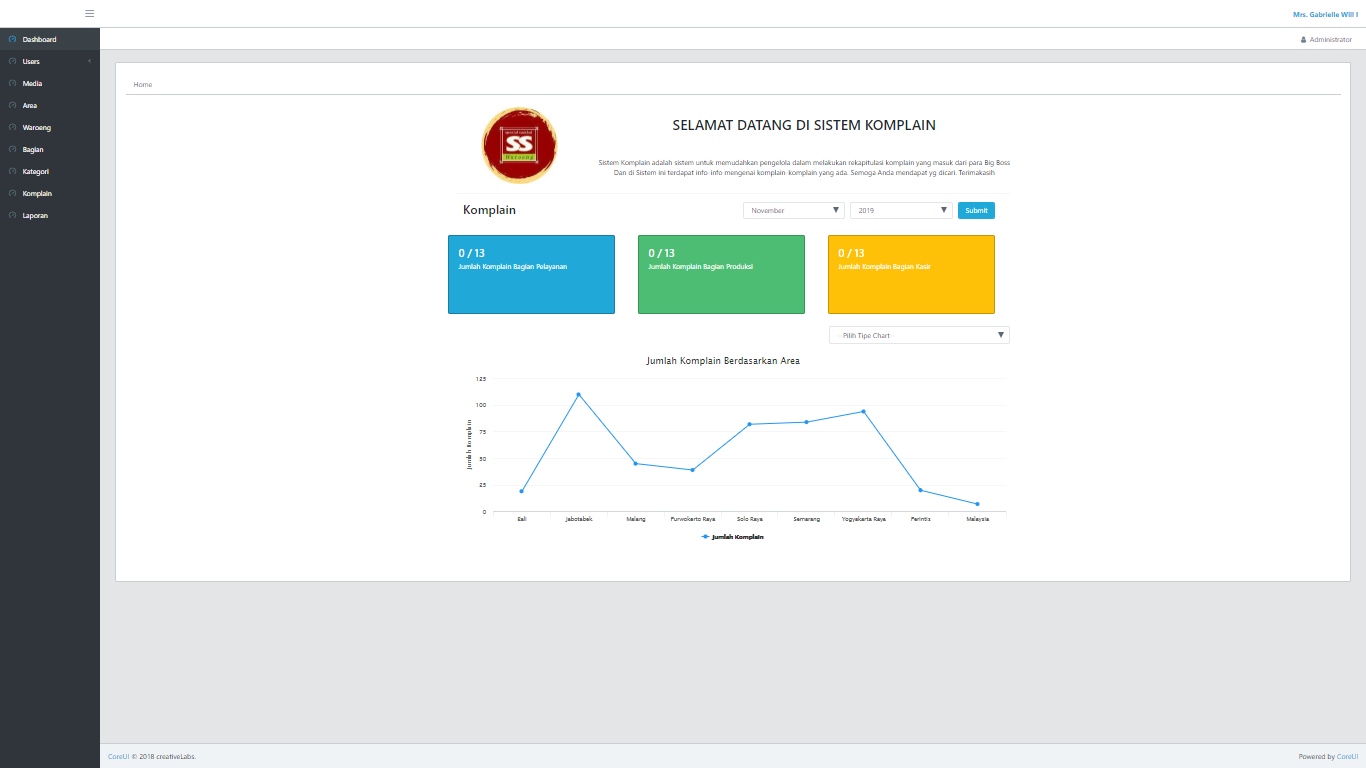 Mrs. Gabrielle Will I
Dashboard
Administrator
Users
Media
Area
Waroeng
Bagian
Kategori
Komplain
Laporan
Home
SS
Waroeng
SELAMAT DATANG DI SISTEM KOMPLAIN
Sistem Komplain adalah sistem untuk memudahkan pengelola dalam melakukan rekapitulasi komplain yang masuk dari para Big Boss
Dan di Sistem ini terdapat info-info mengenai komplain-komplain yang ada. Semoga Anda mendapat yg dicari. Terimakasih
Komplain
November
2019
Submit
0 / 13
Jumlah Komplain Bagian Pelayanan
0 / 13
Jumlah Komplain Bagian Produksi
0 / 13
Jumlah Komplain Bagian Kasir
Pilih Tipe Chart
Jumlah Komplain Berdasarkan Area
Jumlah Komplain
125
100
75
50
25
0
Bali
Jabotabek
Malang
Purwokerto Raya
Solo Raya
Semarang
Yogyakarta Raya
Perintis
Malaysia
Jumlah Komplain
CoreUI © 2018 creativeLabs.
Powered by CoreUI